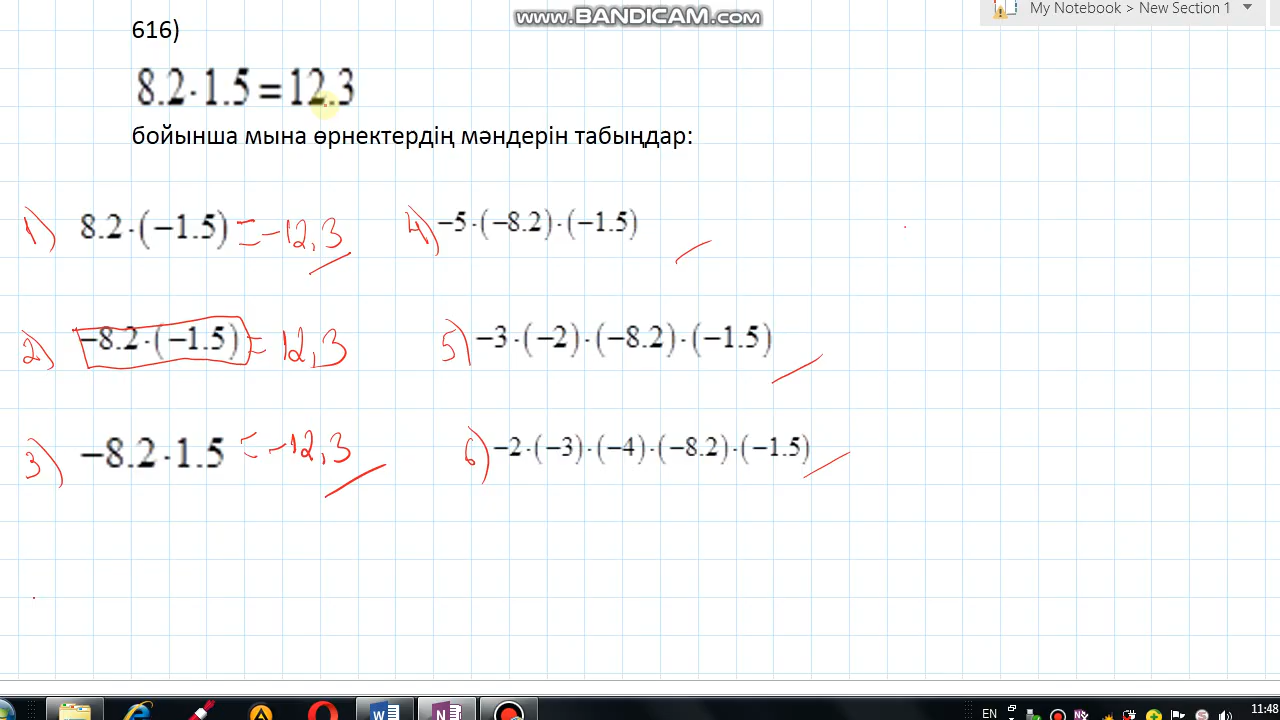 www.BANDICAM.com
My Notebook > New Section 1
616)
8.2·1.5=12.3
бойынша мына өрнектердің мәндерін табыңдар:
1) 8.2·(−1.5) = −12,3
4) −5·(−8.2)·(−1.5)
2) −8.2·(−1.5) = 12,3
5) −3·(−2)·(−8.2)·(−1.5)
3) −8.2·1.5 = −12,3
6) −2·(−3)·(−4)·(−8.2)·(−1.5)
EN
11:48